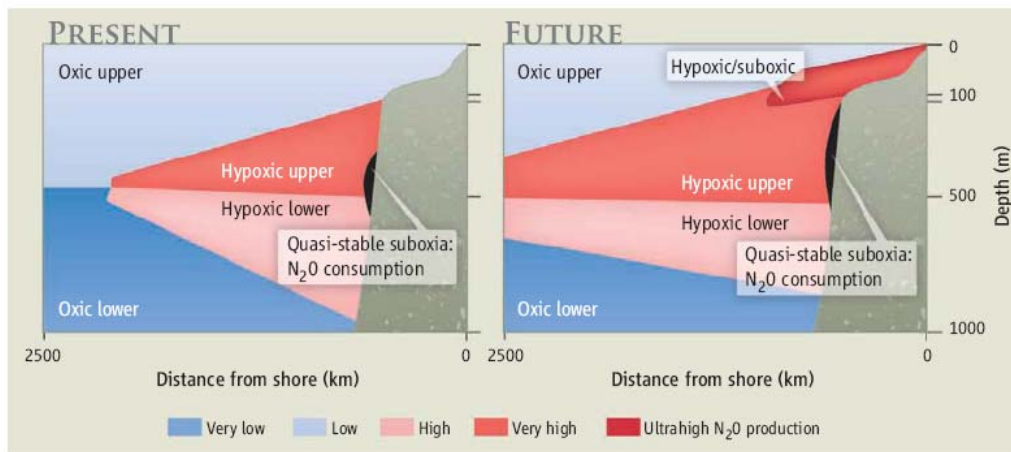 PRESENT
Oxic upper
Hypoxic upper
Hypoxic lower
Quasi-stable suboxia:
N₂O consumption
Oxic lower
2500
0
Distance from shore (km)
FUTURE
Oxic upper
Hypoxic/suboxic
Hypoxic upper
Hypoxic lower
Quasi-stable suboxia:
N₂O consumption
Oxic lower
0
100
500
1000
Depth (m)
2500
0
Distance from shore (km)
Very low
Low
High
Very high
Ultrahigh N₂O production